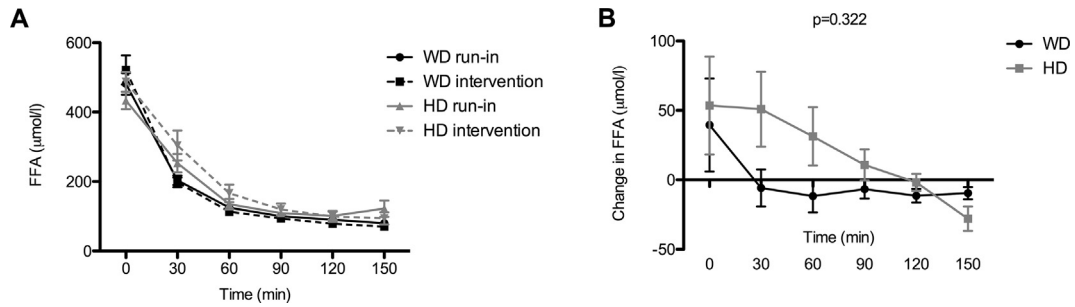 A
600
400
200
0
FFA (μmol/l)
0 30 60 90 120 150
Time (min)
WD run-in
WD intervention
HD run-in
HD intervention
B
p=0.322
100
50
0
-50
Change in FFA (μmol/l)
Time (min)
0 30 60 90 120 150
WD
HD